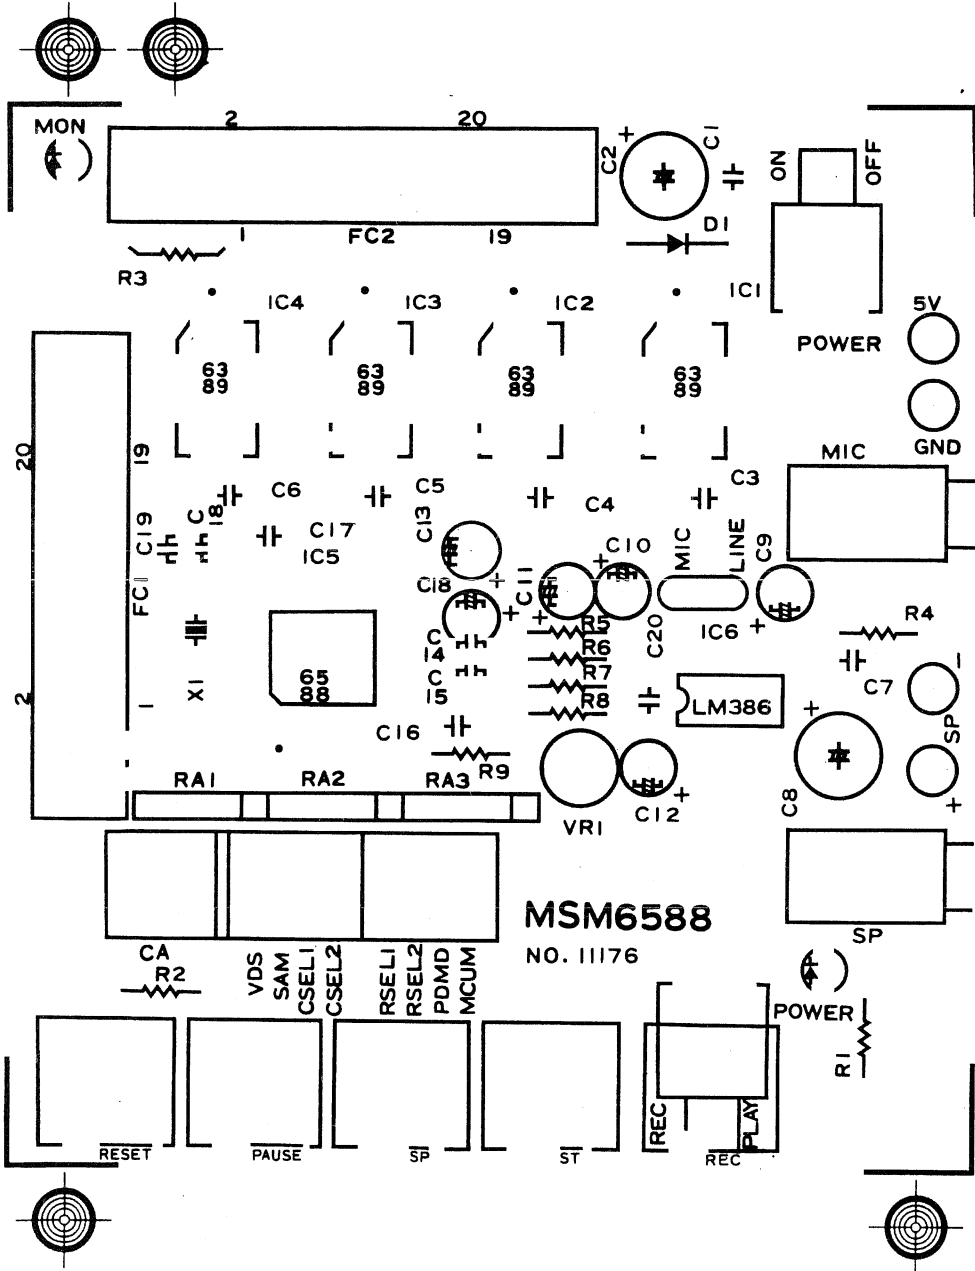 MON
2
20
C2
+
C1
ON
OFF
1
FC2
19
D1
R3
IC4
IC3
IC2
IC1
5V
POWER
63
89
63
89
63
89
63
89
GND
20
19
MIC
C6
C5
C4
C3
C19
C
18
C17
IC5
C13
C10
MIC
LINE
C9
FC1
C18
+
+
C11
+
+
R5
R6
R7
R8
C20
IC6
+
R4
C7
C
14
C
15
2
1
X1
65
88
LM386
−
SP
+
C16
R9
+
C8
RA1
RA2
RA3
VR1
C12
+
MSM6588
NO. 11176
SP
CA
R2
VDS
SAM
CSEL1
CSEL2
RSEL1
RSEL2
PDMD
MCUM
POWER
R1
REC
PLAY
RESET
PAUSE
SP
ST
REC